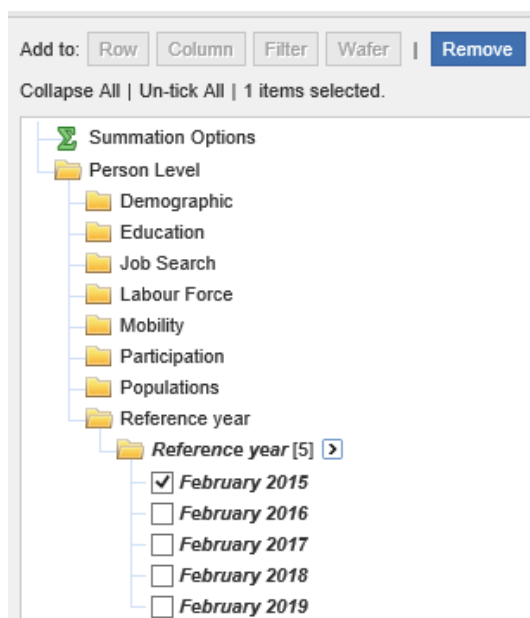 Add to: Row Column Filter Wafer | Remove
Collapse All | Un-tick All | 1 items selected.
Summation Options
Person Level
Demographic
Education
Job Search
Labour Force
Mobility
Participation
Populations
Reference year
Reference year [5]
February 2015
February 2016
February 2017
February 2018
February 2019